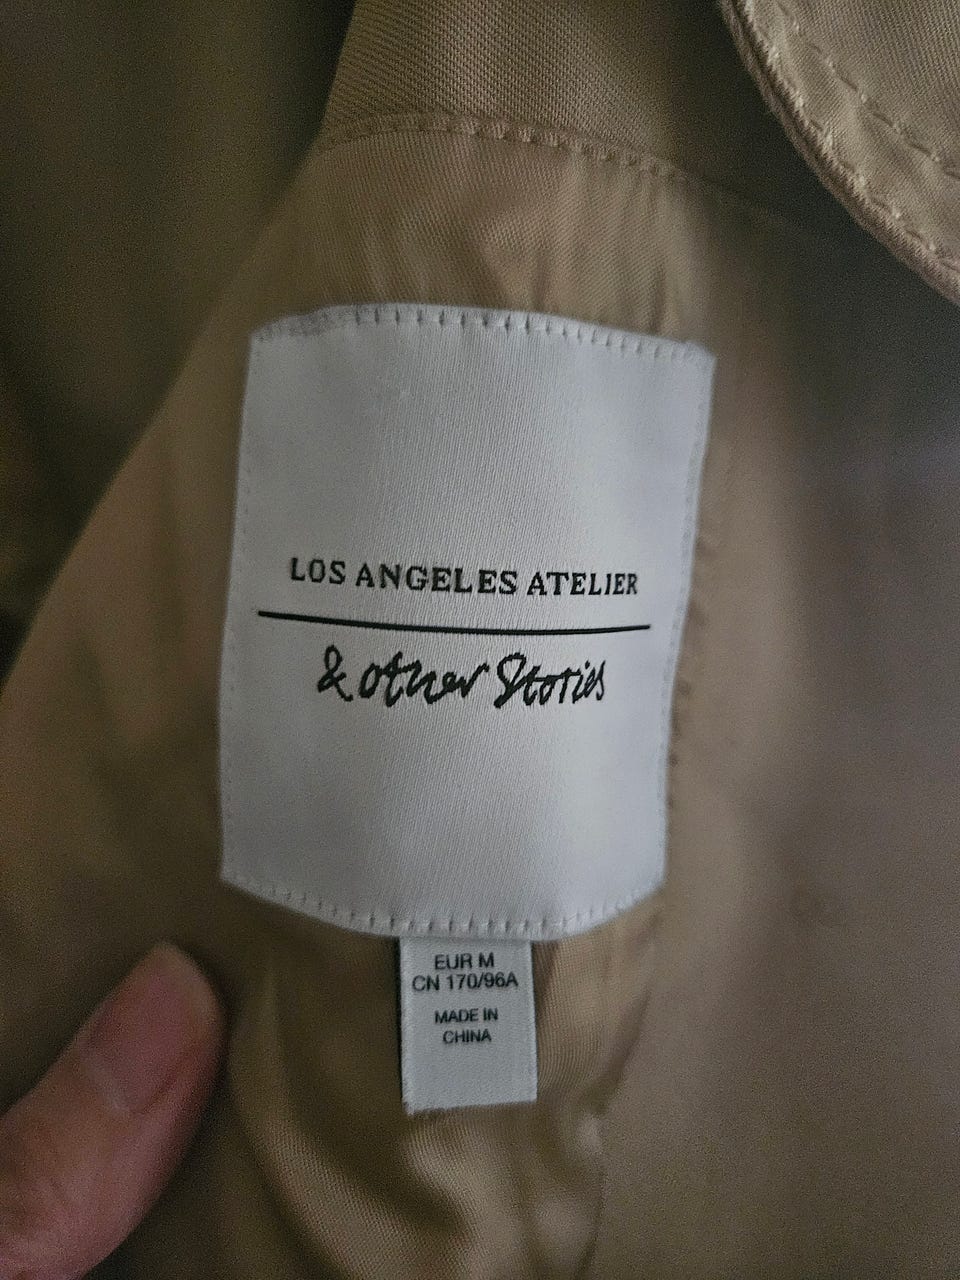 LOS ANGELES ATELIER
& other Stories
EUR M
CN 170/96A
MADE IN
CHINA